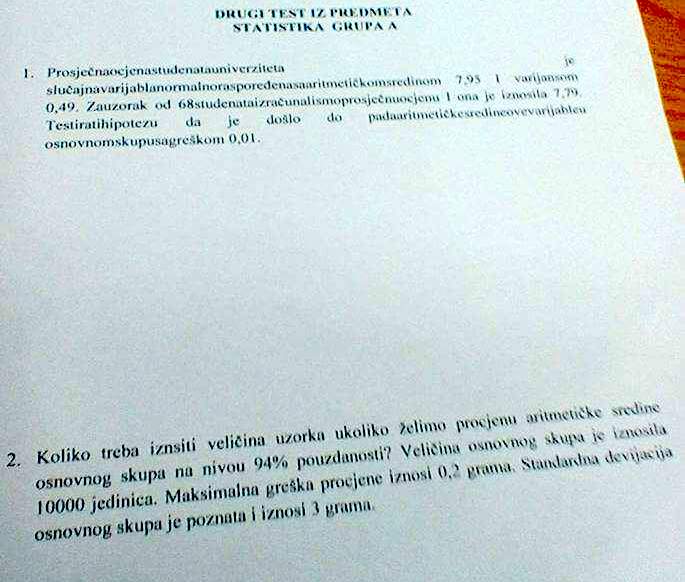 DRUGI TEST IZ PREDMETA
STATISTIKA GRUPA A
1. Prosječnaocjenastudenatauniverziteta je
slučajnavarijablanormalnoraspoređenasaaritmetičkomsredinom 7,95 I varijansom
0,49. Zauzorak od 68studenataizračunalismoprosječnuocjenu I ona je iznosila 7,79.
Testiratihipotezu da je došlo do padaaritmetičkesredineovevarijableu
osnovnomskupusagreškom 0,01.
2. Koliko treba iznsiti veličina uzorka ukoliko želimo procjenu aritmetičke sredine
osnovnog skupa na nivou 94% pouzdanosti? Veličina osnovnog skupa je iznosila
10000 jedinica. Maksimalna greška procjene iznosi 0,2 grama. Standardna devijacija
osnovnog skupa je poznata i iznosi 3 grama.